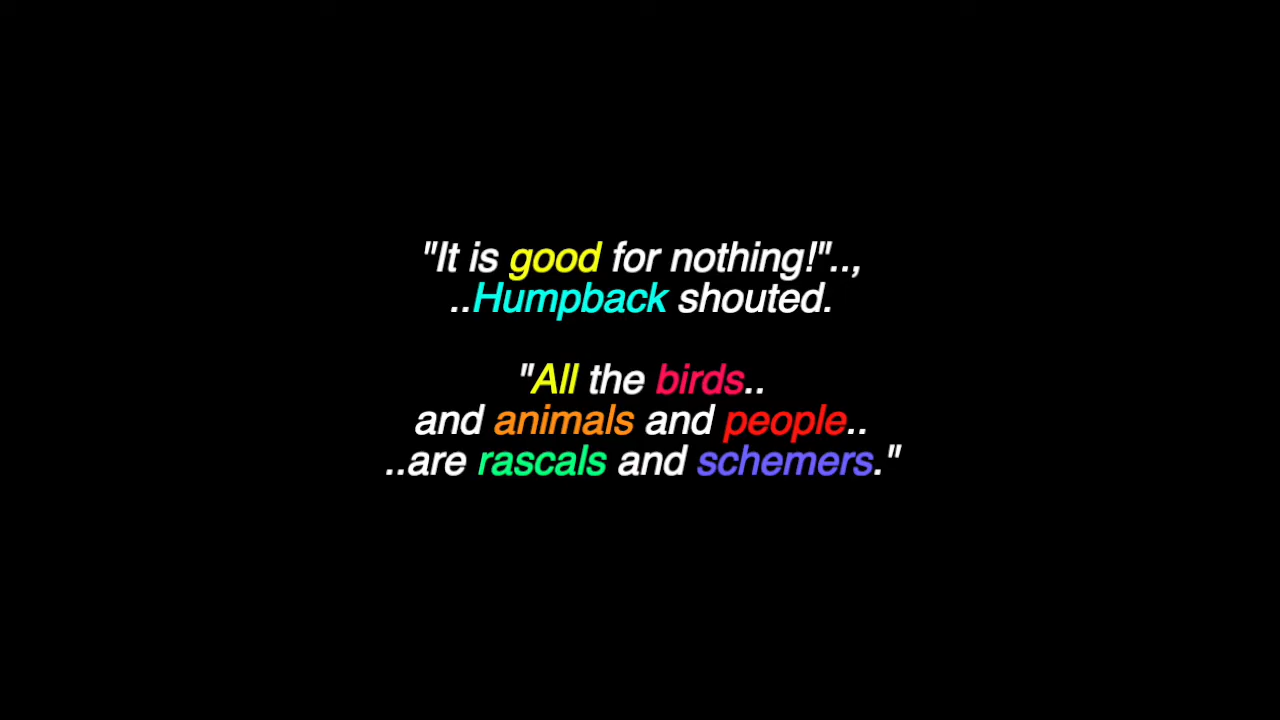 "It is good for nothing!"..,
..Humpback shouted.
"All the birds..
and animals and people..
..are rascals and schemers."